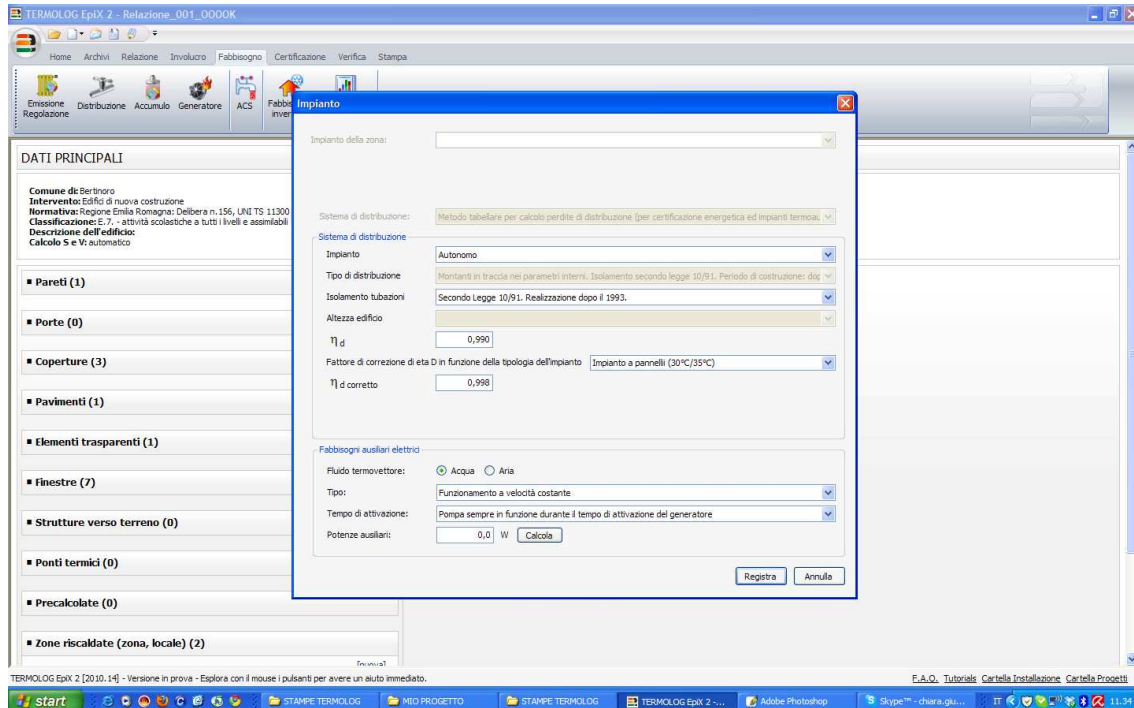 TERMOLOG EpiX 2 - Relazione_001_OOOOK
Home Archivi Relazione Involucro Fabbisogno Certificazione Verifica Stampa
Emissione Regolazione
Distribuzione
Accumulo
Generatore
ACS
Fabbis
inver
DATI PRINCIPALI
Comune di: Bertinoro
Intervento: Edifici di nuova costruzione
Normativa: Regione Emilia Romagna: Delibera n.156, UNI TS 11300
Classificazione: E.7. - attività scolastiche a tutti i livelli e assimilabili
Descrizione dell'edificio:
Calcolo S e V: automatico
Pareti (1)
Porte (0)
Coperture (3)
Pavimenti (1)
Elementi trasparenti (1)
Finestre (7)
Strutture verso terreno (0)
Ponti termici (0)
Precalcolate (0)
Zone riscaldate (zona, locale) (2)
[nuova]
Impianto
Impianto della zona:
Sistema di distribuzione: Metodo tabellare per calcolo perdite di distribuzione (per certificazione energetica ed impianti termoau
Sistema di distribuzione
Impianto Autonomo
Tipo di distribuzione Montanti in traccia nei parametri interni. Isolamento secondo legge 10/91. Periodo di costruzione: dop
Isolamento tubazioni Secondo Legge 10/91. Realizzazione dopo il 1993.
Altezza edificio
η d 0,990
Fattore di correzione di eta D in funzione della tipologia dell'impianto Impianto a pannelli (30°C/35°C)
η d corretto 0,998
Fabbisogni ausiliari elettrici
Fluido termovettore: Acqua Aria
Tipo: Funzionamento a velocità costante
Tempo di attivazione: Pompa sempre in funzione durante il tempo di attivazione del generatore
Potenze ausiliari: 0,0 W Calcola
Registra Annulla
TERMOLOG EpiX 2 [2010.14] - Versione in prova - Esplora con il mouse i pulsanti per avere un aiuto immediato.
F.A.Q. Tutorials Cartella Installazione Cartella Progetti
start STAMPE TERMOLOG MIO PROGETTO STAMPE TERMOLOG TERMOLOG EpiX 2 -... Adobe Photoshop Skype™ - chiara.giu... IT 11.34